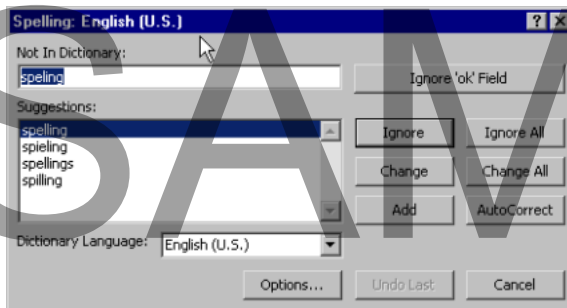 Spelling: English (U.S.)
Not In Dictionary:
speling
Ignore 'ok' Field
Suggestions:
spelling
spieling
spellings
spilling
Ignore
Ignore All
Change
Change All
Add
AutoCorrect
Dictionary Language:
English (U.S.)
Options...
Undo Last
Cancel
SAM